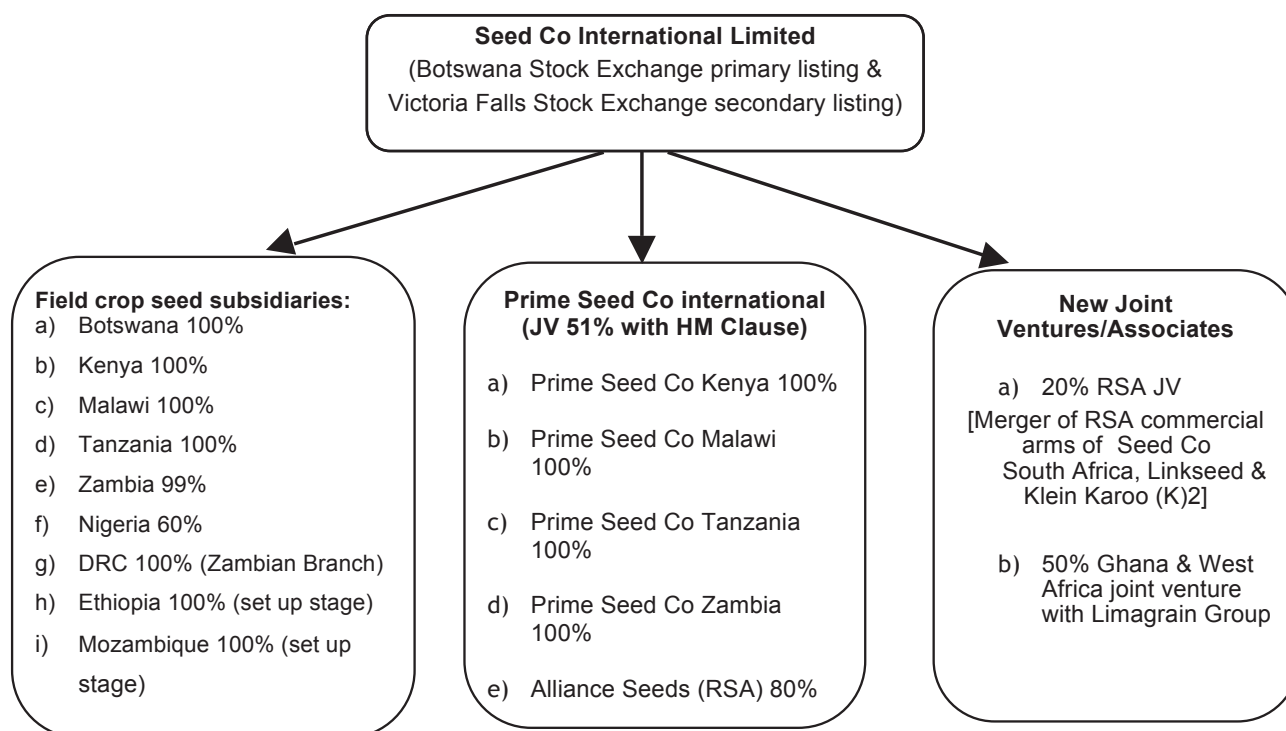 Seed Co International Limited
(Botswana Stock Exchange primary listing &
Victoria Falls Stock Exchange secondary listing)
Field crop seed subsidiaries:
a) Botswana 100%
b) Kenya 100%
c) Malawi 100%
d) Tanzania 100%
e) Zambia 99%
f) Nigeria 60%
g) DRC 100% (Zambian Branch)
h) Ethiopia 100% (set up stage)
i) Mozambique 100% (set up
stage)
Prime Seed Co international
(JV 51% with HM Clause)
a) Prime Seed Co Kenya 100%
b) Prime Seed Co Malawi
100%
c) Prime Seed Co Tanzania
100%
d) Prime Seed Co Zambia
100%
e) Alliance Seeds (RSA) 80%
New Joint
Ventures/Associates
a) 20% RSA JV
[Merger of RSA commercial
arms of Seed Co
South Africa, Linkseed &
Klein Karoo (K)2]
b) 50% Ghana & West
Africa joint venture
with Limagrain Group